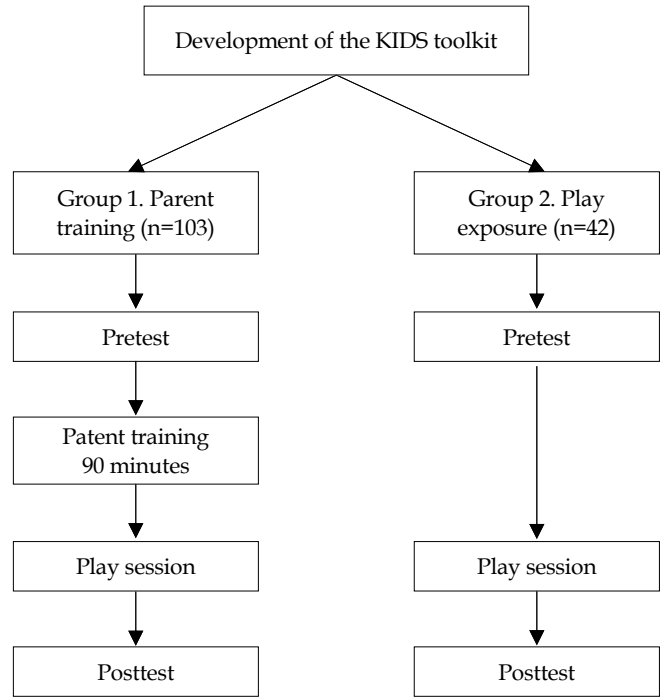 Development of the KIDS toolkit
Group 1. Parent
training (n=103)
Group 2. Play
exposure (n=42)
Pretest
Pretest
Patent training
90 minutes
Play session
Play session
Posttest
Posttest